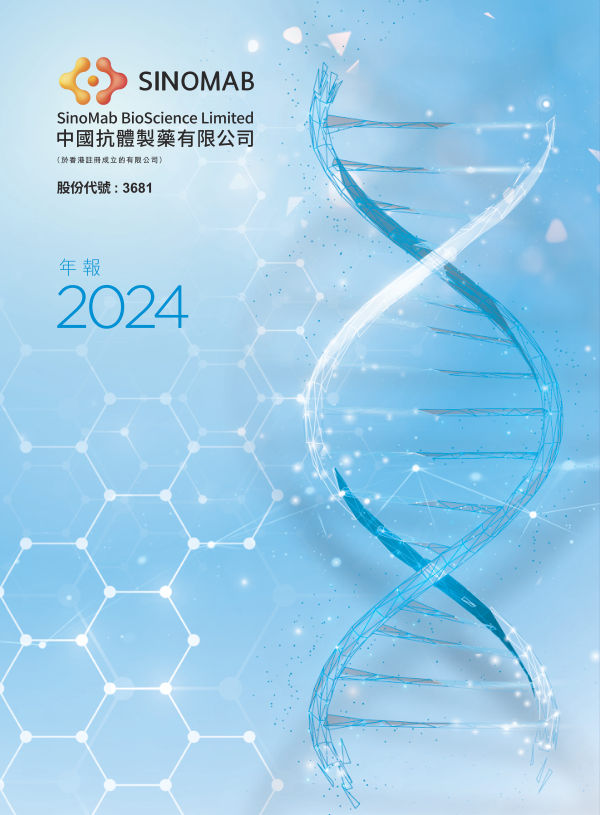 SINOMAB
SinoMab BioScience Limited
中國抗體製藥有限公司
（於香港註冊成立的有限公司）
股份代號 : 3681
年報
2024